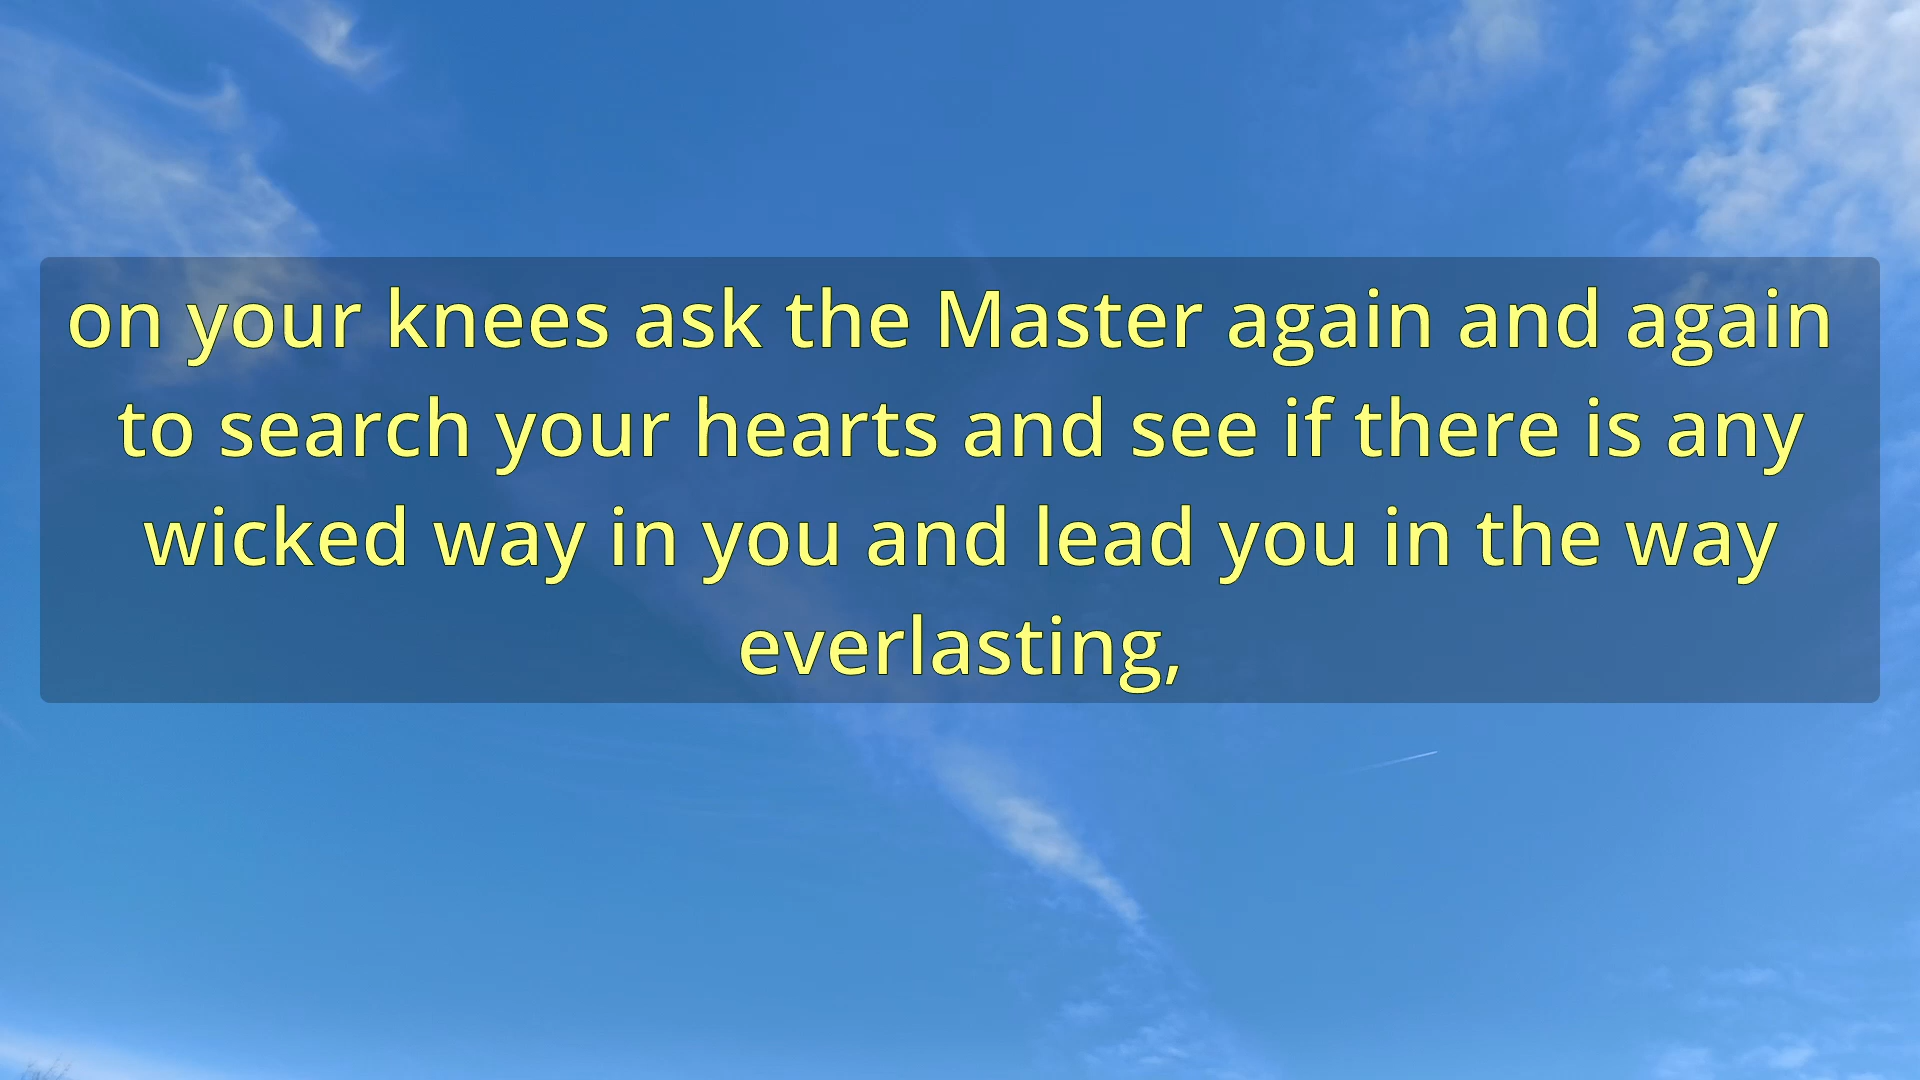 on your knees ask the Master again and again
to search your hearts and see if there is any
wicked way in you and lead you in the way
everlasting,